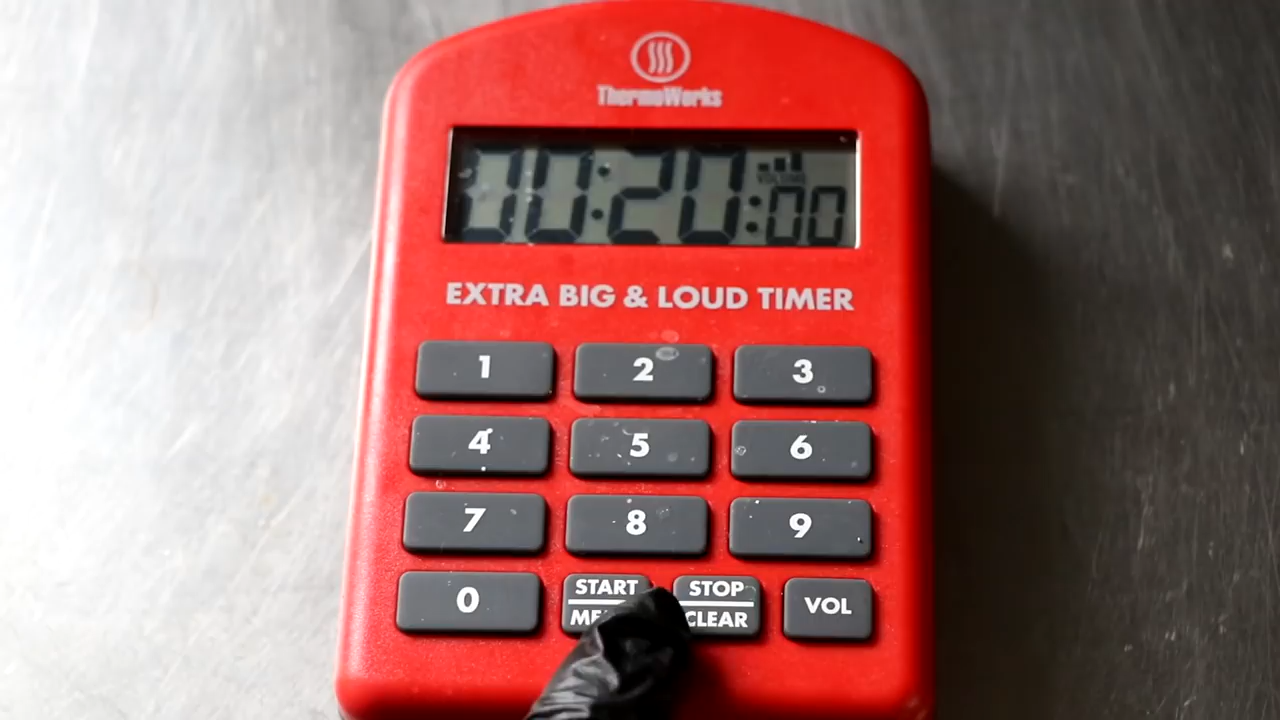 ThermoWorks
00:20:00
VOLUME
EXTRA BIG & LOUD TIMER
1 2 3
4 5 6
7 8 9
0 START STOP VOL
CLEAR